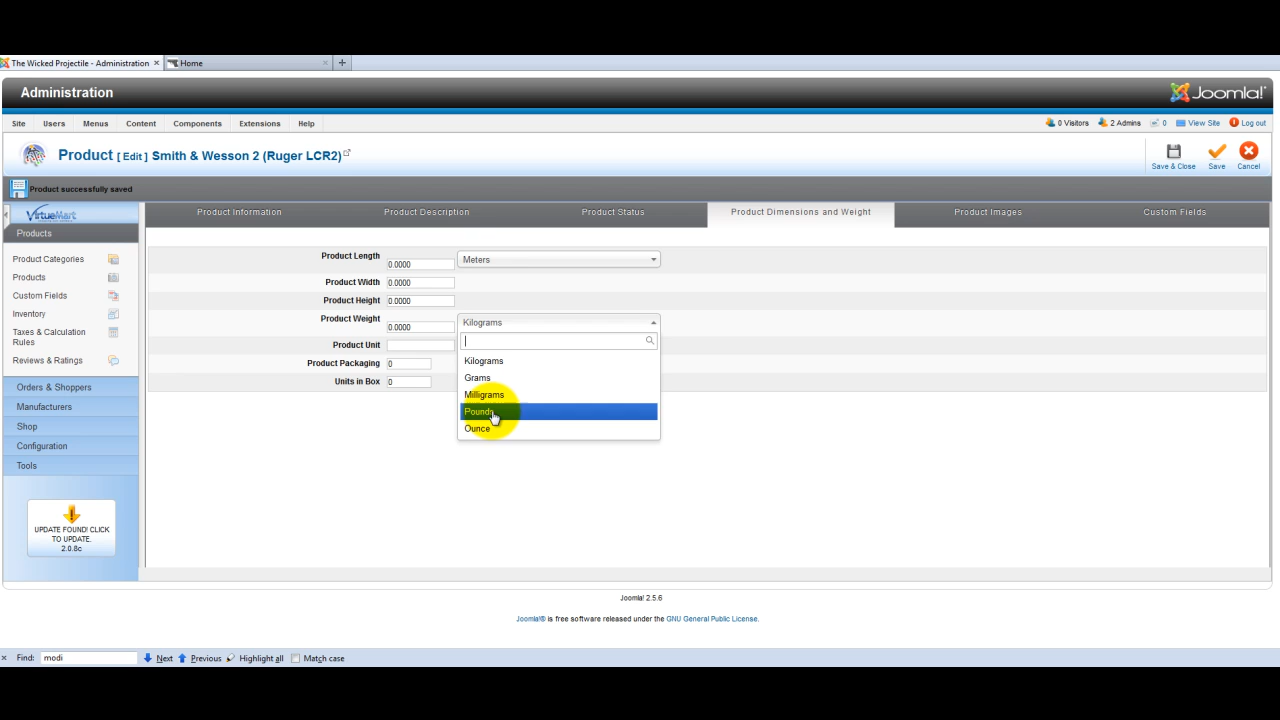 The Wicked Projectile - Administration
Home
Administration
Joomla!
Site Users Menus Content Components Extensions Help
0 Visitors 2 Admins 0 View Site Log out
Product [ Edit ] Smith & Wesson 2 (Ruger LCR2)
Save & Close Save Cancel
Product successfully saved
VirtueMart
Products
Product Categories
Products
Custom Fields
Inventory
Taxes & Calculation
Rules
Reviews & Ratings
Orders & Shoppers
Manufacturers
Shop
Configuration
Tools
UPDATE FOUND! CLICK
TO UPDATE.
2.0.8c
Product Information Product Description Product Status Product Dimensions and Weight Product Images Custom Fields
Product Length 0.0000 Meters
Product Width 0.0000
Product Height 0.0000
Product Weight 0.0000 Kilograms
Product Unit
Product Packaging 0
Units in Box 0
Kilograms
Grams
Milligrams
Pounds
Ounce
Joomla! 2.5.6
Joomla!® is free software released under the GNU General Public License.
Find: modi Next Previous Highlight all Match case